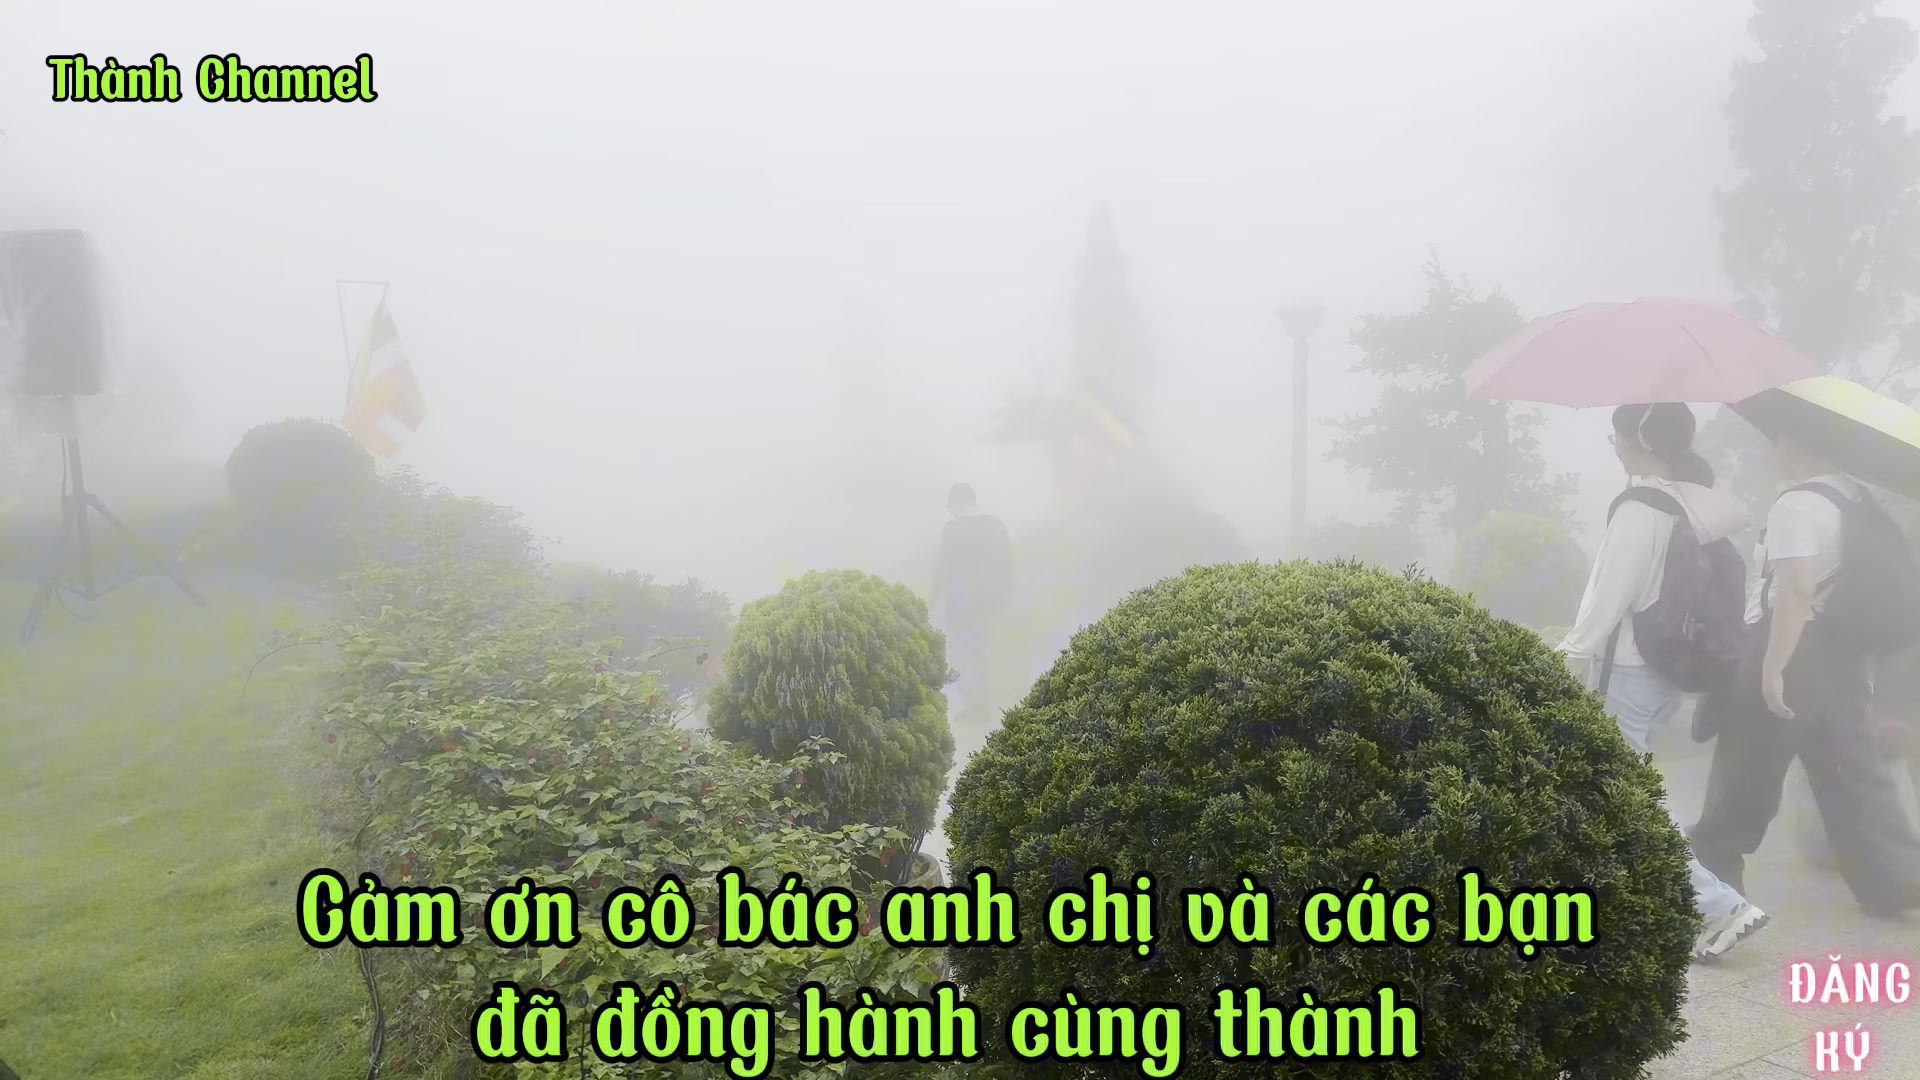 Thành Channel
Cảm ơn cô bác anh chị và các bạn
đã đồng hành cùng thành
ĐĂNG
KÝ